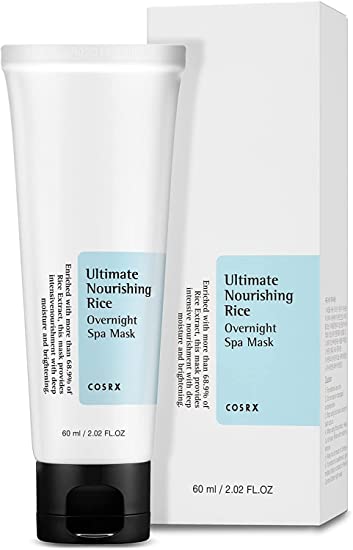 Ultimate
Nourishing
Rice
Overnight
Spa Mask
Enriched with more than 68.9% of
Rice Extract, this mask provides
intensivenourishment with deep
moisture and brightening.
COSRX
60 ml / 2.02 FL.OZ
Ultimate
Nourishing
Rice
Overnight
Spa Mask
Enriched with more than 68.9% of
Rice Extract, this mask provides
intensive nourishment with deep
moisture and brightening.
COSRX
60 ml / 2.02 FL.OZ